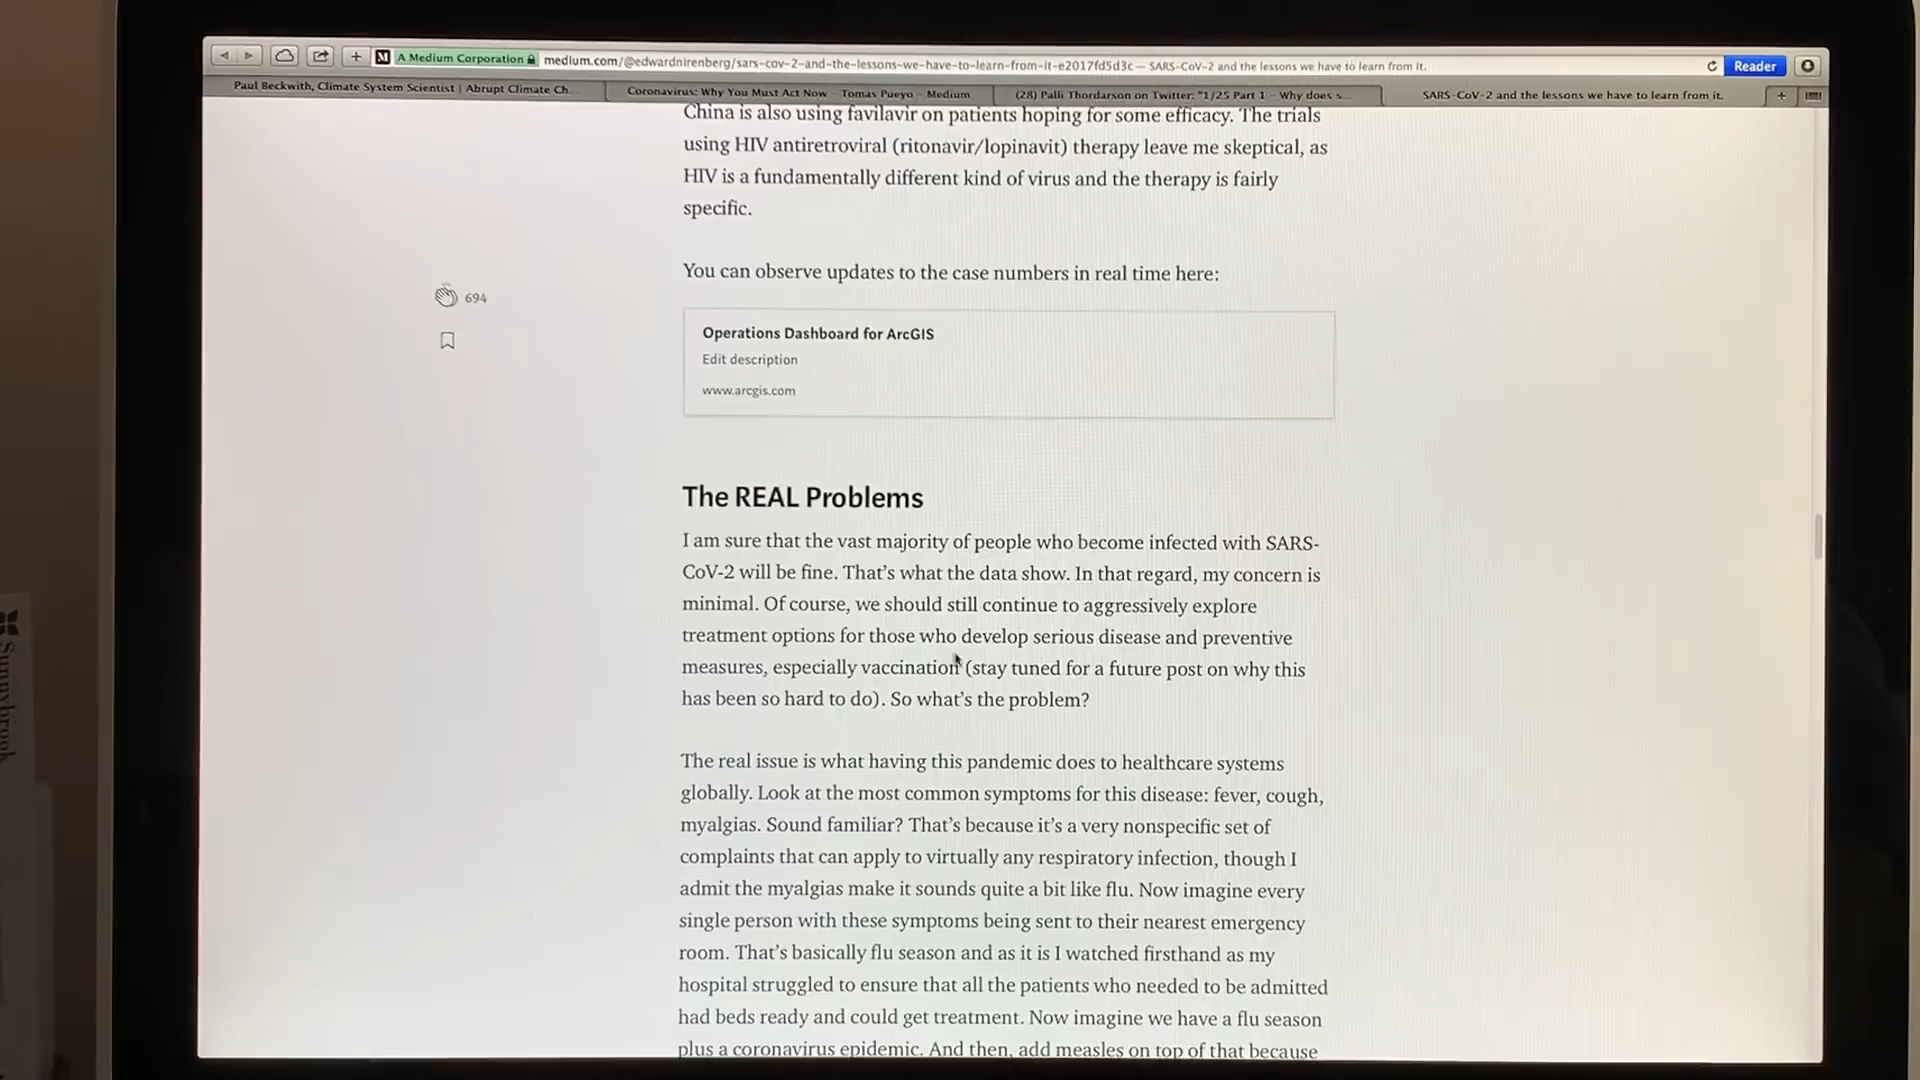 A Medium Corporation medium.com/@edwardnirenberg/sars-cov-2-and-the-lessons-we-have-to-learn-from-it-e2017fd5d3c — SARS-CoV-2 and the lessons we have to learn from it. Reader
Paul Beckwith, Climate System Scientist | Abrupt Climate Ch... Coronavirus: Why You Must Act Now - Tomas Pueyo - Medium (28) Palli Thordarson on Twitter: "1/25 Part 1 - Why does s... SARS-CoV-2 and the lessons we have to learn from it.
China is also using favilavir on patients hoping for some efficacy. The trials
using HIV antiretroviral (ritonavir/lopinavit) therapy leave me skeptical, as
HIV is a fundamentally different kind of virus and the therapy is fairly
specific.
You can observe updates to the case numbers in real time here:
694
Operations Dashboard for ArcGIS
Edit description
www.arcgis.com
The REAL Problems
I am sure that the vast majority of people who become infected with SARS-
CoV-2 will be fine. That's what the data show. In that regard, my concern is
minimal. Of course, we should still continue to aggressively explore
treatment options for those who develop serious disease and preventive
measures, especially vaccination (stay tuned for a future post on why this
has been so hard to do). So what's the problem?
The real issue is what having this pandemic does to healthcare systems
globally. Look at the most common symptoms for this disease: fever, cough,
myalgias. Sound familiar? That's because it's a very nonspecific set of
complaints that can apply to virtually any respiratory infection, though I
admit the myalgias make it sounds quite a bit like flu. Now imagine every
single person with these symptoms being sent to their nearest emergency
room. That's basically flu season and as it is I watched firsthand as my
hospital struggled to ensure that all the patients who needed to be admitted
had beds ready and could get treatment. Now imagine we have a flu season
plus a coronavirus epidemic. And then, add measles on top of that because
Sunnybrook